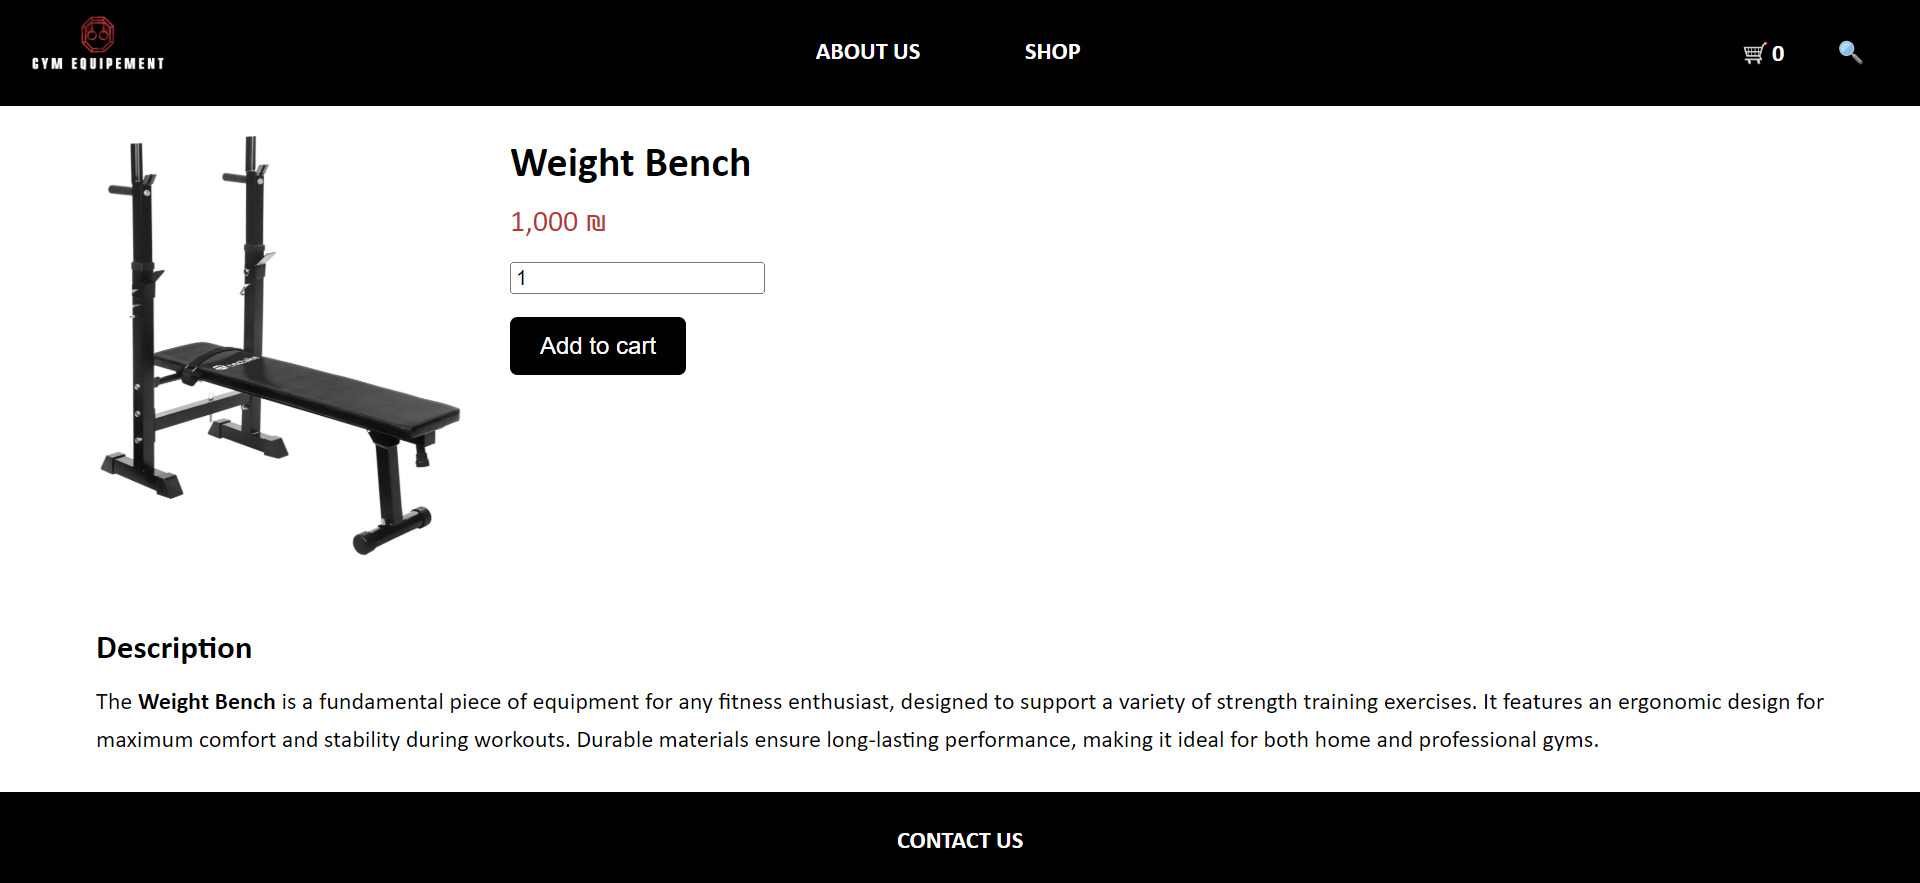 GYM EQUIPEMENT
ABOUT US
SHOP
0
Weight Bench
1,000 ₪
1
Add to cart
Description
The Weight Bench is a fundamental piece of equipment for any fitness enthusiast, designed to support a variety of strength training exercises. It features an ergonomic design for
maximum comfort and stability during workouts. Durable materials ensure long-lasting performance, making it ideal for both home and professional gyms.
CONTACT US